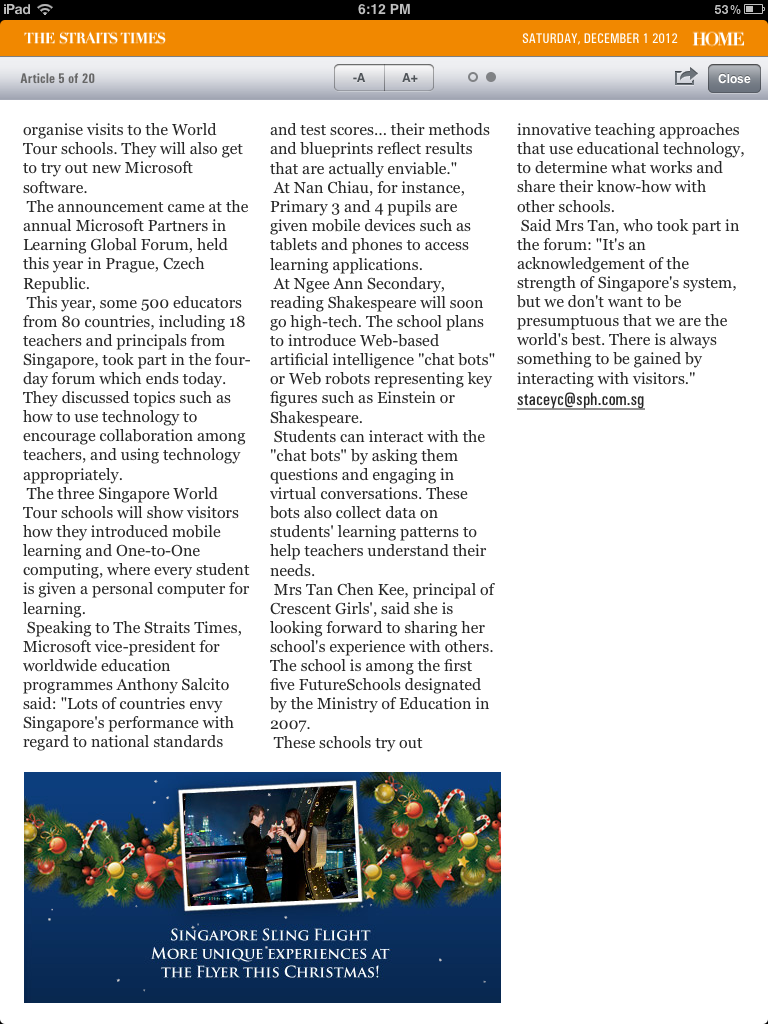 iPad
6:12 PM
53%
THE STRAITS TIMES
SATURDAY, DECEMBER 1 2012
HOME
Article 5 of 20
-A
A+
Close
organise visits to the World
Tour schools. They will also get
to try out new Microsoft
software.
The announcement came at the
annual Microsoft Partners in
Learning Global Forum, held
this year in Prague, Czech
Republic.
This year, some 500 educators
from 80 countries, including 18
teachers and principals from
Singapore, took part in the four-
day forum which ends today.
They discussed topics such as
how to use technology to
encourage collaboration among
teachers, and using technology
appropriately.
The three Singapore World
Tour schools will show visitors
how they introduced mobile
learning and One-to-One
computing, where every student
is given a personal computer for
learning.
Speaking to The Straits Times,
Microsoft vice-president for
worldwide education
programmes Anthony Salcito
said: "Lots of countries envy
Singapore's performance with
regard to national standards
and test scores... their methods
and blueprints reflect results
that are actually enviable."
At Nan Chiau, for instance,
Primary 3 and 4 pupils are
given mobile devices such as
tablets and phones to access
learning applications.
At Ngee Ann Secondary,
reading Shakespeare will soon
go high-tech. The school plans
to introduce Web-based
artificial intelligence "chat bots"
or Web robots representing key
figures such as Einstein or
Shakespeare.
Students can interact with the
"chat bots" by asking them
questions and engaging in
virtual conversations. These
bots also collect data on
students' learning patterns to
help teachers understand their
needs.
Mrs Tan Chen Kee, principal of
Crescent Girls', said she is
looking forward to sharing her
school's experience with others.
The school is among the first
five FutureSchools designated
by the Ministry of Education in
2007.
These schools try out
innovative teaching approaches
that use educational technology,
to determine what works and
share their know-how with
other schools.
Said Mrs Tan, who took part in
the forum: "It's an
acknowledgement of the
strength of Singapore's system,
but we don't want to be
presumptuous that we are the
world's best. There is always
something to be gained by
interacting with visitors."
staceyc@sph.com.sg
SINGAPORE SLING FLIGHT
MORE UNIQUE EXPERIENCES AT
THE FLYER THIS CHRISTMAS!